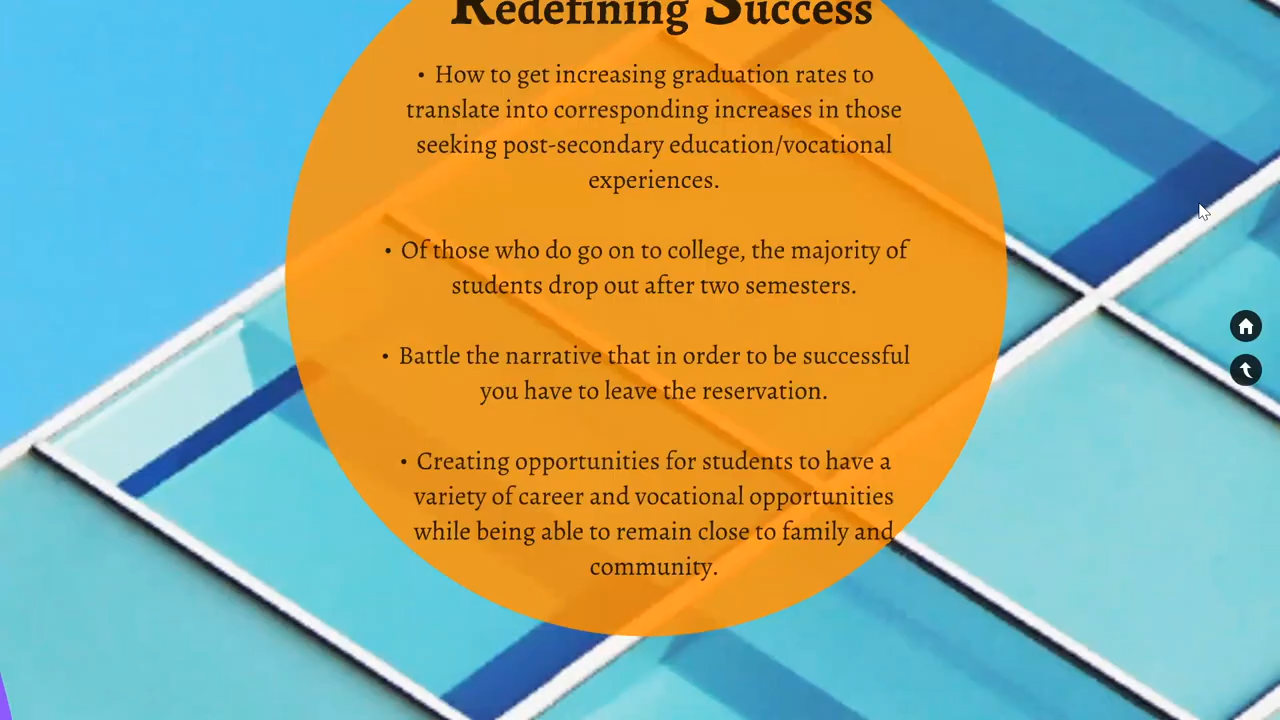 Redefining Success
• How to get increasing graduation rates to
translate into corresponding increases in those
seeking post-secondary education/vocational
experiences.
• Of those who do go on to college, the majority of
students drop out after two semesters.
• Battle the narrative that in order to be successful
you have to leave the reservation.
• Creating opportunities for students to have a
variety of career and vocational opportunities
while being able to remain close to family and
community.